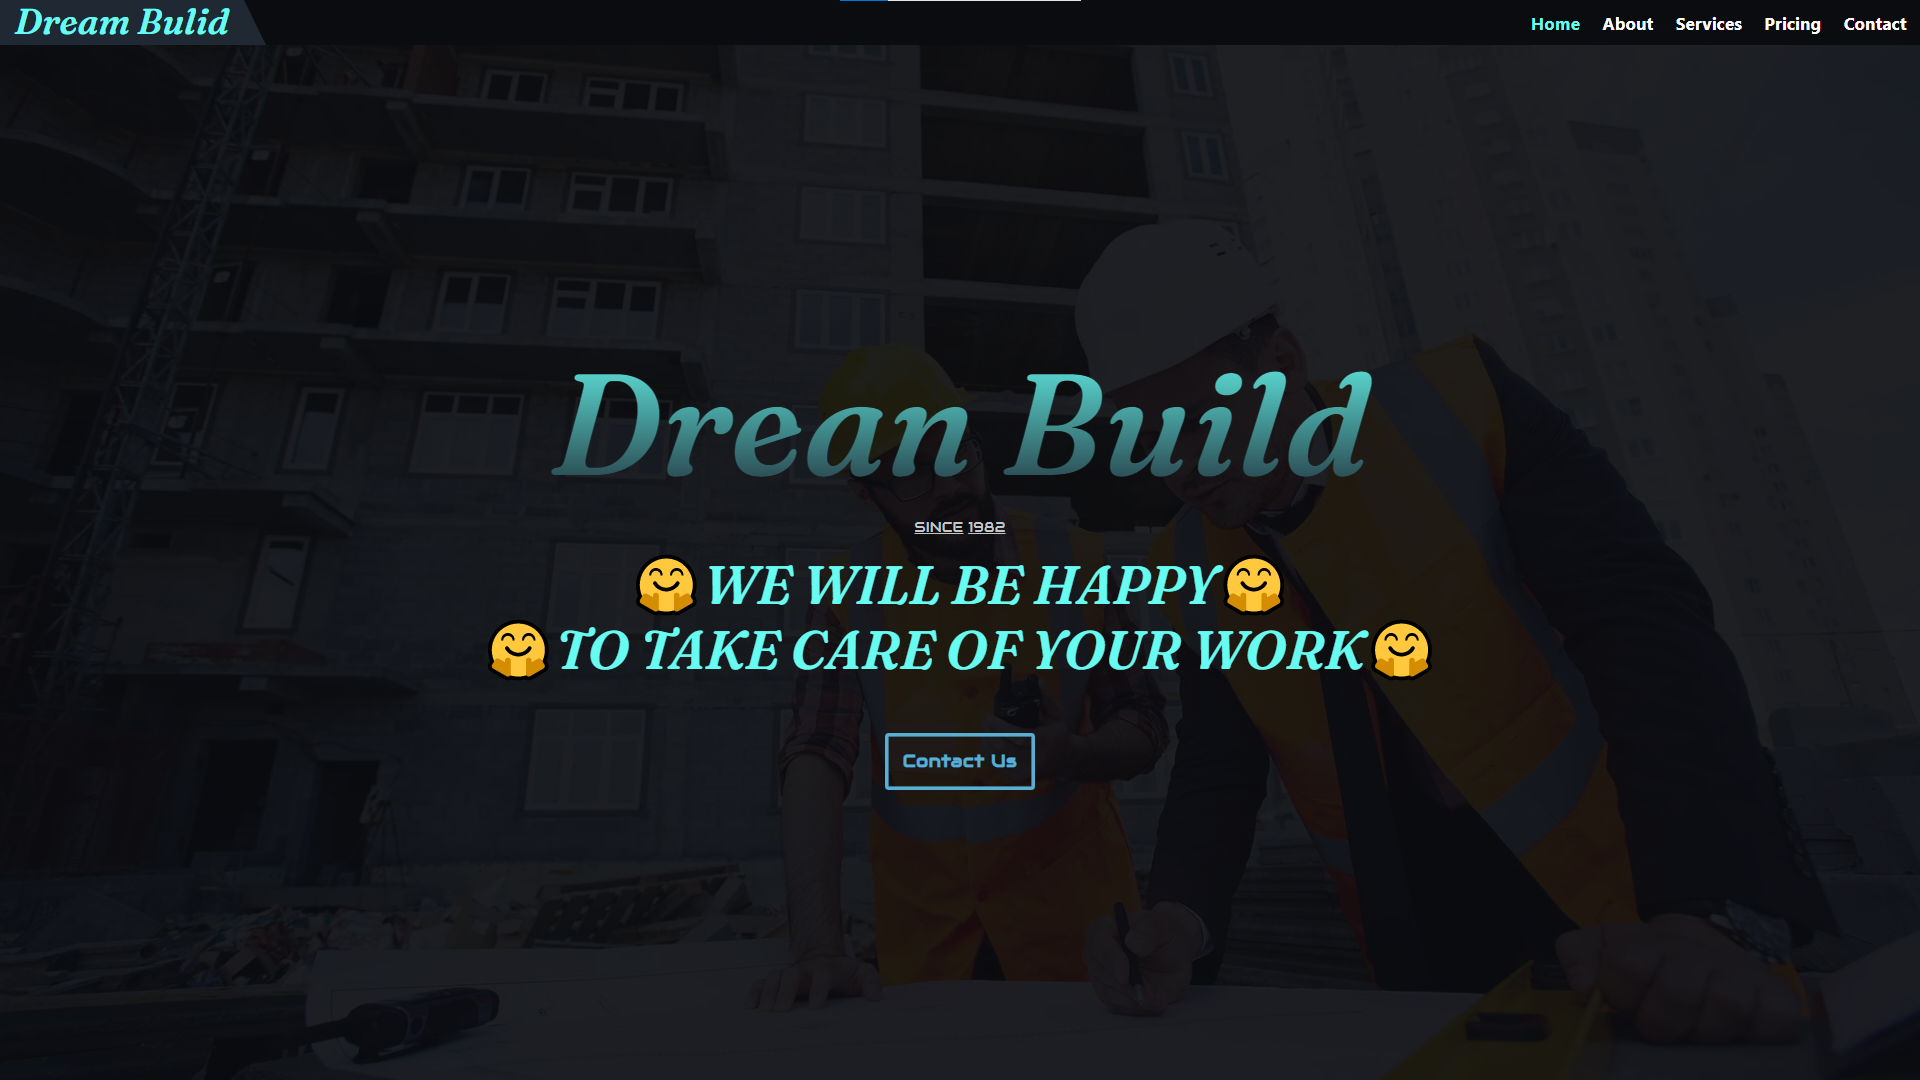 Dream Bulid
Home About Services Pricing Contact
Drean Build
SINCE 1982
🤗 WE WILL BE HAPPY🤗
🤗 TO TAKE CARE OF YOUR WORK🤗
Contact Us